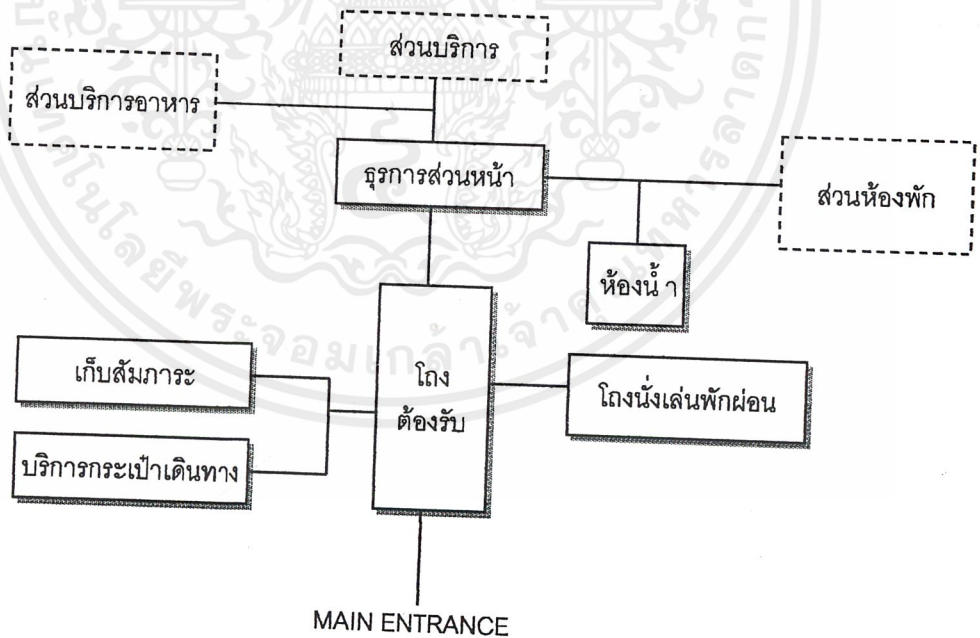 ส่วนบริการ
ส่วนบริการอาหาร
ธุรการส่วนหน้า
ส่วนห้องพัก
ห้องน้ำ
เก็บสัมภาระ
โถง
ต้องรับ
โถงนั่งเล่นพักผ่อน
บริการกระเป๋าเดินทาง
MAIN ENTRANCE